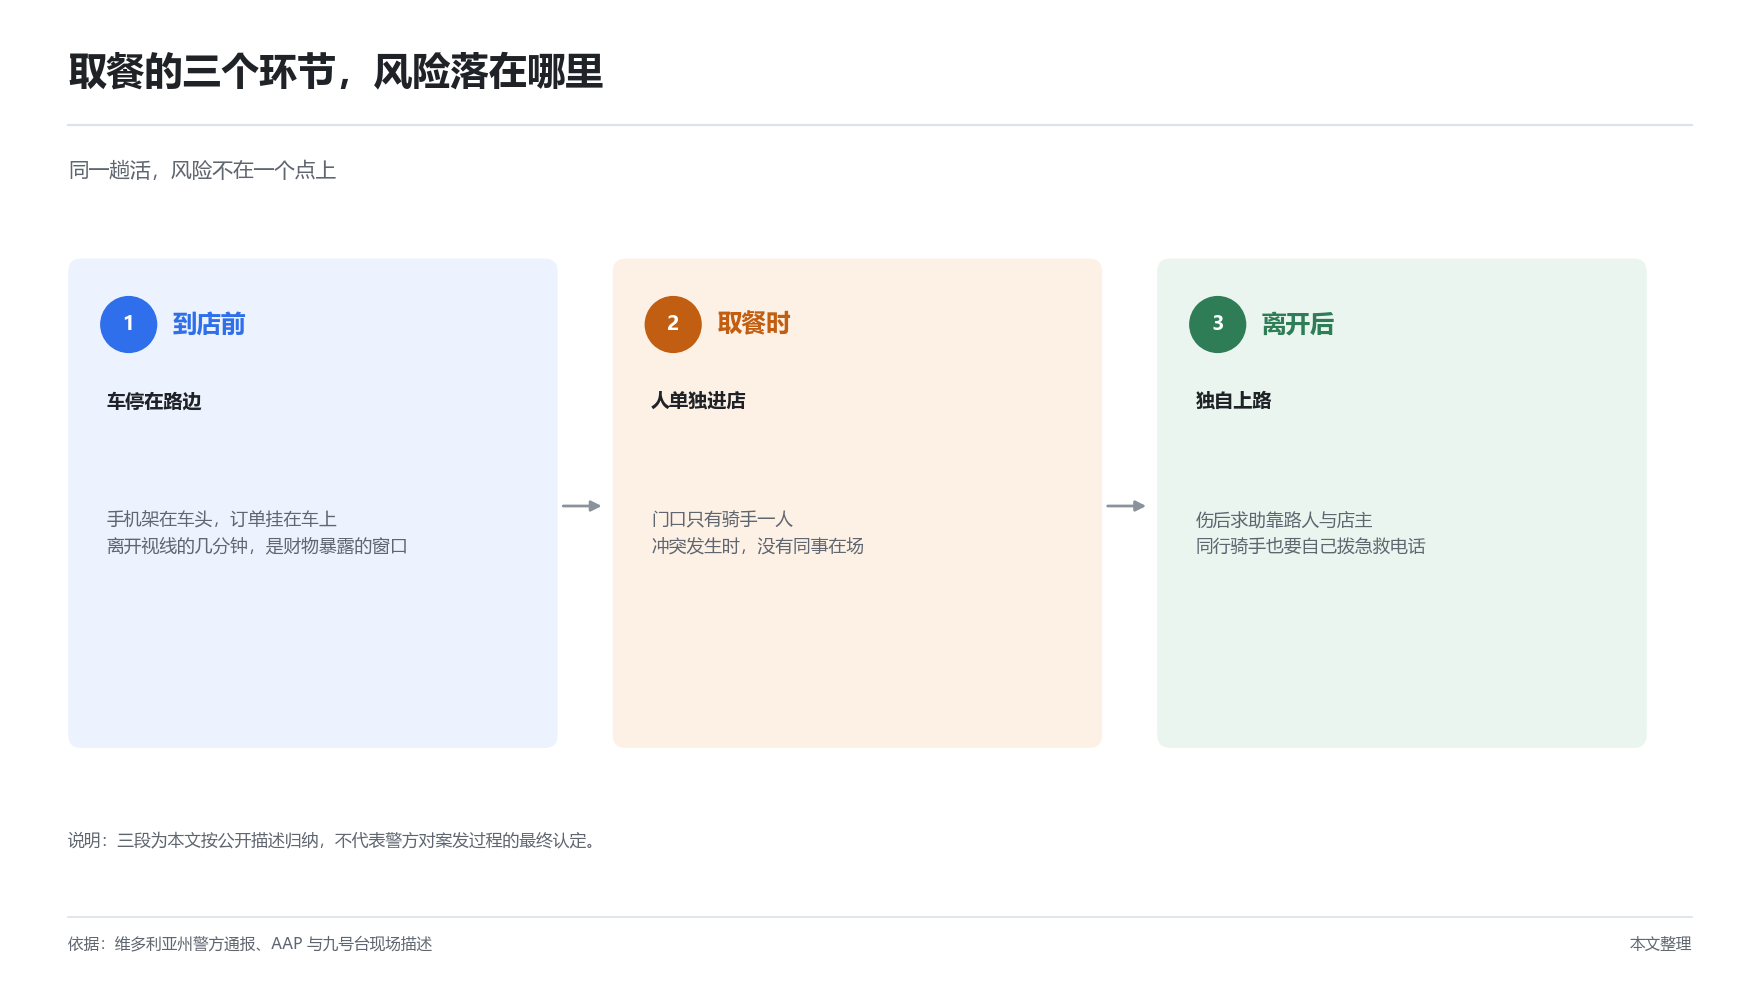 取餐的三个环节，风险落在哪里
同一趟活，风险不在一个点上
1 到店前
车停在路边
手机架在车头，订单挂在车上
离开视线的几分钟，是财物暴露的窗口
2 取餐时
人单独进店
门口只有骑手一人
冲突发生时，没有同事在场
3 离开后
独自上路
伤后求助靠路人与店主
同行骑手也要自己拨急救电话
说明：三段为本文按公开描述归纳，不代表警方对案发过程的最终认定。
依据：维多利亚州警方通报、AAP 与九号台现场描述
本文整理